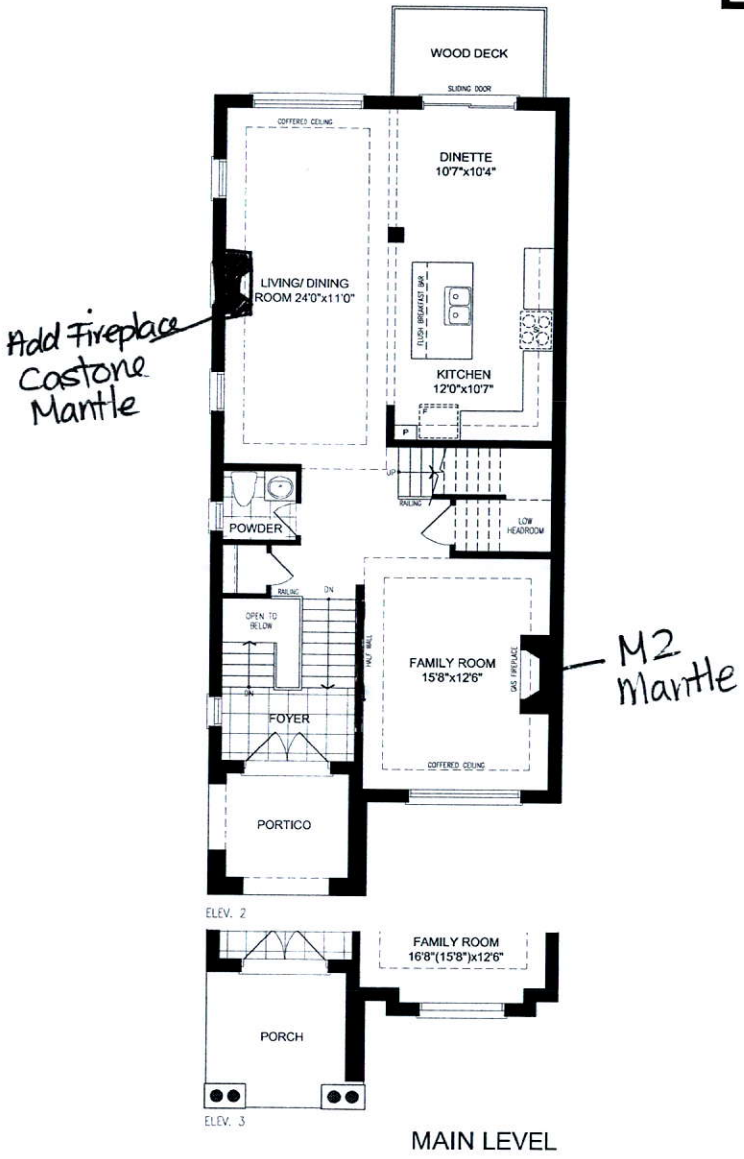 WOOD DECK
SLIDING DOOR
COFFERED CEILING
DINETTE
10'7"x10'4"
LIVING/ DINING
ROOM 24'0"x11'0"
FLUSH BREAKFAST BAR
Add Fireplace
Castone
Mantle
KITCHEN
12'0"x10'7"
P
F
UP
RAILING
LOW
HEADROOM
POWDER
RAILING
DN
OPEN TO
BELOW
DN
HALF WALL
FAMILY ROOM
15'8"x12'6"
GAS FIREPLACE
M2
Mantle
FOYER
COFFERED CEILING
PORTICO
ELEV. 2
FAMILY ROOM
16'8"(15'8")x12'6"
PORCH
ELEV. 3
MAIN LEVEL